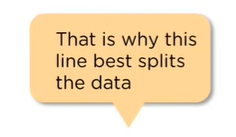 That is why this
line best splits
the data